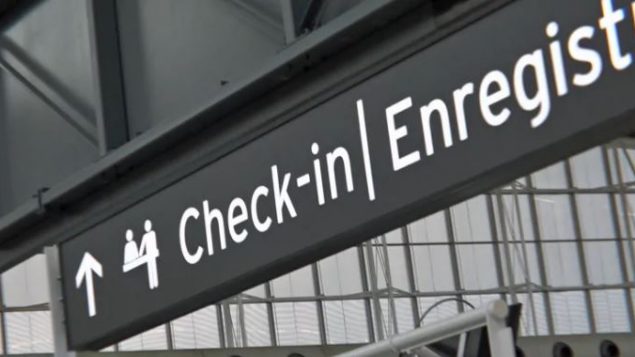 Check-in | Enregist